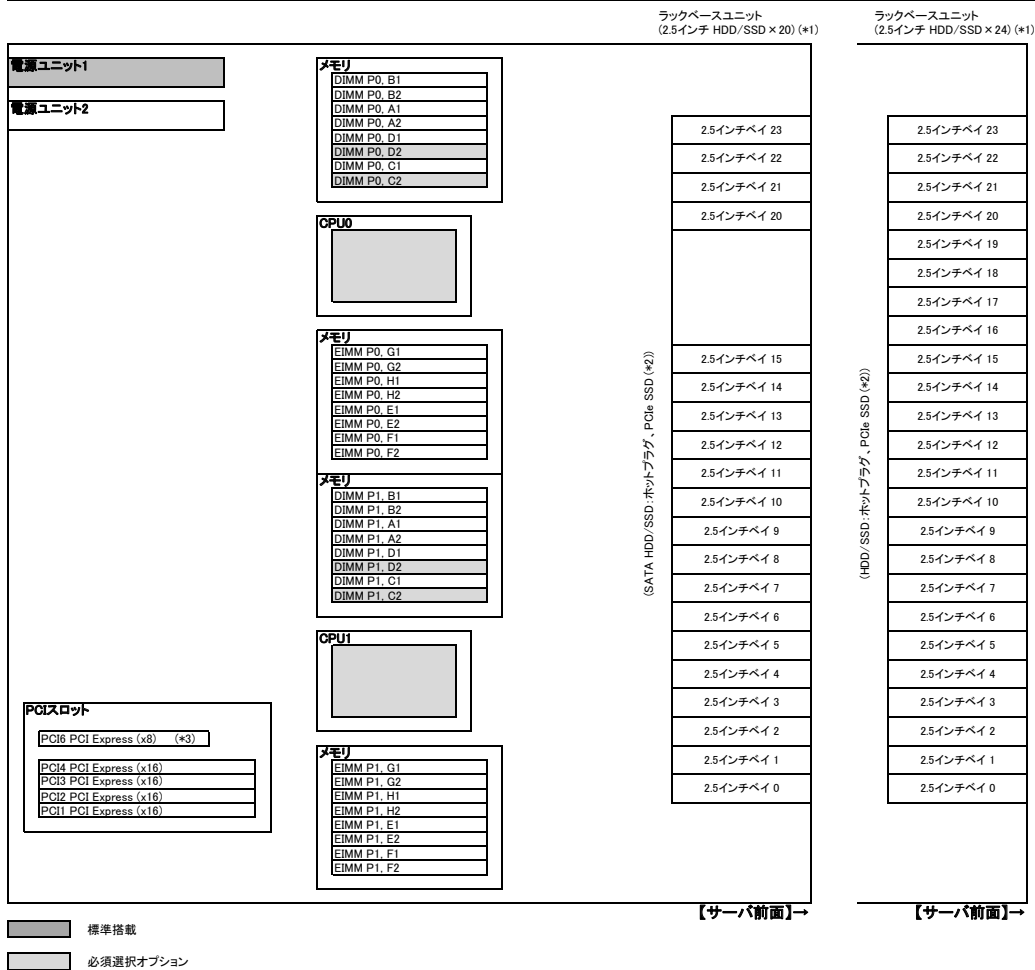 ラックベースユニット
(2.5インチ HDD/SSD×20) (*1)
ラックベースユニット
(2.5インチ HDD/SSD×24) (*1)
電源ユニット1
電源ユニット2
メモリ
DIMM P0, B1
DIMM P0, B2
DIMM P0, A1
DIMM P0, A2
DIMM P0, D1
DIMM P0, D2
DIMM P0, C1
DIMM P0, C2
CPU0
メモリ
EIMM P0, G1
EIMM P0, G2
EIMM P0, H1
EIMM P0, H2
EIMM P0, E1
EIMM P0, E2
EIMM P0, F1
EIMM P0, F2
メモリ
DIMM P1, B1
DIMM P1, B2
DIMM P1, A1
DIMM P1, A2
DIMM P1, D1
DIMM P1, D2
DIMM P1, C1
DIMM P1, C2
CPU1
メモリ
EIMM P1, G1
EIMM P1, G2
EIMM P1, H1
EIMM P1, H2
EIMM P1, E1
EIMM P1, E2
EIMM P1, F1
EIMM P1, F2
PCIスロット
PCI6 PCI Express (x8) (*3)
PCI4 PCI Express (x16)
PCI3 PCI Express (x16)
PCI2 PCI Express (x16)
PCI1 PCI Express (x16)
(SATA HDD/SSD:ホットプラグ、PCIe SSD (*2))
2.5インチベイ 23
2.5インチベイ 22
2.5インチベイ 21
2.5インチベイ 20
2.5インチベイ 15
2.5インチベイ 14
2.5インチベイ 13
2.5インチベイ 12
2.5インチベイ 11
2.5インチベイ 10
2.5インチベイ 9
2.5インチベイ 8
2.5インチベイ 7
2.5インチベイ 6
2.5インチベイ 5
2.5インチベイ 4
2.5インチベイ 3
2.5インチベイ 2
2.5インチベイ 1
2.5インチベイ 0
【サーバ前面】→
(HDD/SSD:ホットプラグ、PCIe SSD (*2))
2.5インチベイ 23
2.5インチベイ 22
2.5インチベイ 21
2.5インチベイ 20
2.5インチベイ 19
2.5インチベイ 18
2.5インチベイ 17
2.5インチベイ 16
2.5インチベイ 15
2.5インチベイ 14
2.5インチベイ 13
2.5インチベイ 12
2.5インチベイ 11
2.5インチベイ 10
2.5インチベイ 9
2.5インチベイ 8
2.5インチベイ 7
2.5インチベイ 6
2.5インチベイ 5
2.5インチベイ 4
2.5インチベイ 3
2.5インチベイ 2
2.5インチベイ 1
2.5インチベイ 0
【サーバ前面】→
標準搭載
必須選択オプション